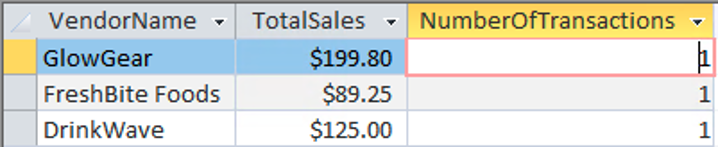 VendorName TotalSales NumberOfTransactions
GlowGear $199.80 1
FreshBite Foods $89.25 1
DrinkWave $125.00 1